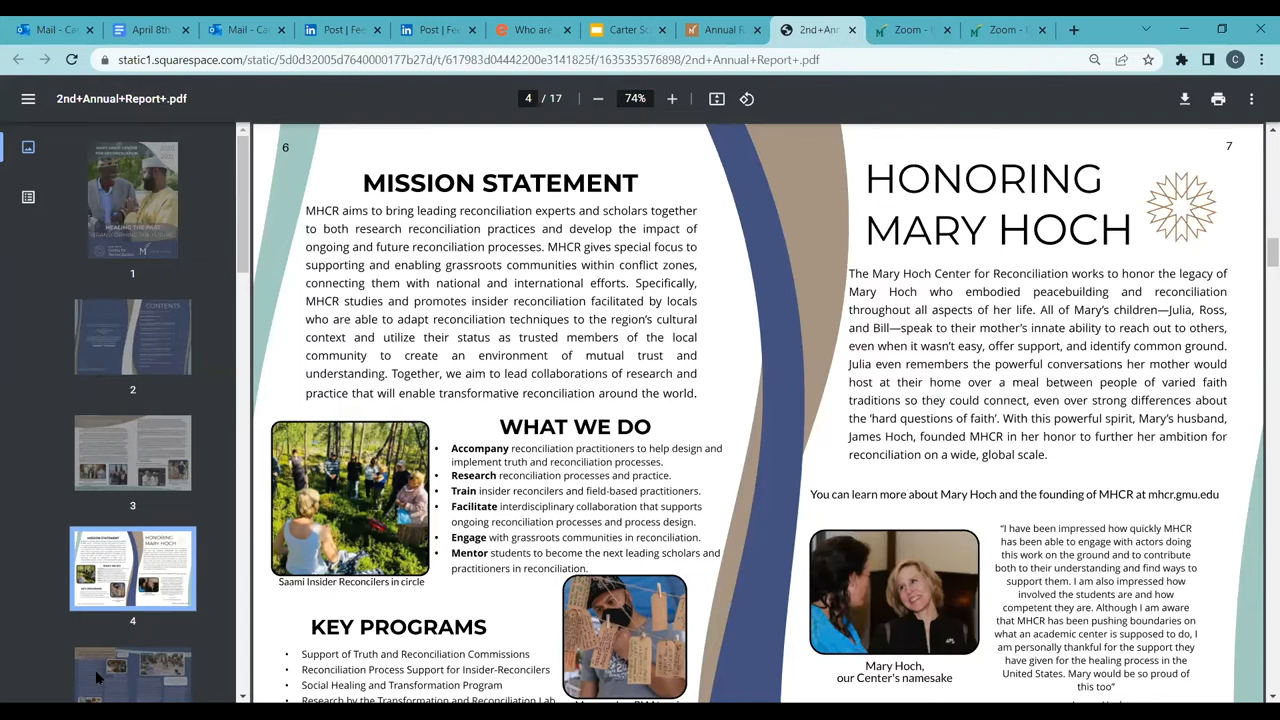 Mail - Ca
April 8th
Mail - Ca
Post | Fee
Post | Fee
Who are
Carter Sc
Annual R
2nd+Ann
Zoom -
Zoom -
static1.squarespace.com/static/5d0d32005d7640000177b27d/t/617983d04442200e3141825f/1635353576898/2nd+Annual+Report+.pdf
C
2nd+Annual+Report+.pdf
4 / 17
74%
1
CONTENTS
2
3
4
6
MISSION STATEMENT
MHCR aims to bring leading reconciliation experts and scholars together
to both research reconciliation practices and develop the impact of
ongoing and future reconciliation processes. MHCR gives special focus to
supporting and enabling grassroots communities within conflict zones,
connecting them with national and international efforts. Specifically,
MHCR studies and promotes insider reconciliation facilitated by locals
who are able to adapt reconciliation techniques to the region's cultural
context and utilize their status as trusted members of the local
community to create an environment of mutual trust and
understanding. Together, we aim to lead collaborations of research and
practice that will enable transformative reconciliation around the world.
WHAT WE DO
• Accompany reconciliation practitioners to help design and
implement truth and reconciliation processes.
• Research reconciliation processes and practice.
• Train insider reconcilers and field-based practitioners.
• Facilitate interdisciplinary collaboration that supports
ongoing reconciliation processes and process design.
• Engage with grassroots communities in reconciliation.
• Mentor students to become the next leading scholars and
practitioners in reconciliation.
Saami Insider Reconcilers in circle
KEY PROGRAMS
• Support of Truth and Reconciliation Commissions
• Reconciliation Process Support for Insider-Reconcilers
• Social Healing and Transformation Program
• Research by the Transformation and Reconciliation Lab
7
HONORING
MARY HOCH
The Mary Hoch Center for Reconciliation works to honor the legacy of
Mary Hoch who embodied peacebuilding and reconciliation
throughout all aspects of her life. All of Mary's children—Julia, Ross,
and Bill—speak to their mother's innate ability to reach out to others,
even when it wasn't easy, offer support, and identify common ground.
Julia even remembers the powerful conversations her mother would
host at their home over a meal between people of varied faith
traditions so they could connect, even over strong differences about
the 'hard questions of faith'. With this powerful spirit, Mary's husband,
James Hoch, founded MHCR in her honor to further her ambition for
reconciliation on a wide, global scale.
You can learn more about Mary Hoch and the founding of MHCR at mhcr.gmu.edu
"I have been impressed how quickly MHCR
has been able to engage with actors doing
this work on the ground and to contribute
both to their understanding and find ways to
support them. I am also impressed how
involved the students are and how
competent they are. Although I am aware
that MHCR has been pushing boundaries on
what an academic center is supposed to do, I
am personally thankful for the support they
have given for the healing process in the
United States. Mary would be so proud of
this too"
Mary Hoch,
our Center's namesake